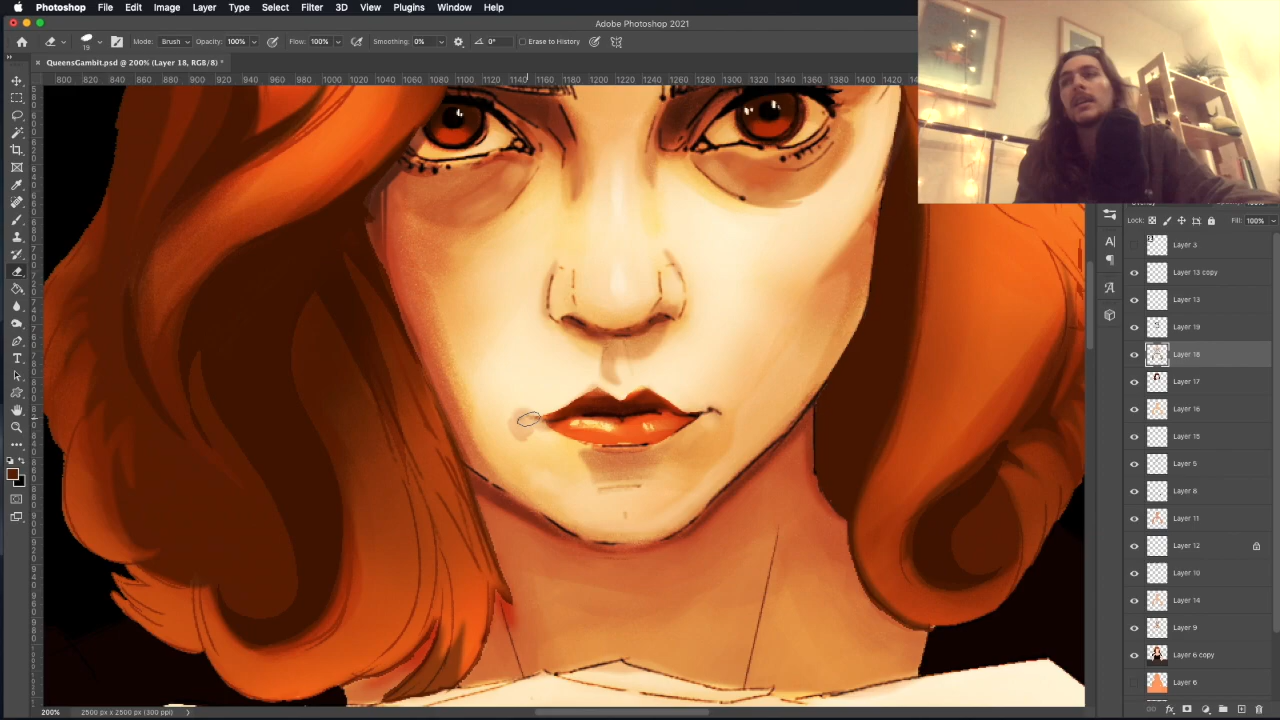 Photoshop File Edit Image Layer Type Select Filter 3D View Plugins Window Help
Adobe Photoshop 2021
19 Mode: Brush Opacity: 100% Flow: 100% Smoothing: 0% 0° Erase to History
QueensGambit.psd @ 200% (Layer 18, RGB/8) *
800 820 840 860 880 900 920 940 960 980 1000 1020 1040 1060 1080 1100 1120 1140 1160 1180 1200 1220 1240 1260 1280 1300 1320 1340 1360 1380 1400 1420
Lock: Fill: 100%
Layer 3
Layer 13 copy
Layer 13
Layer 19
Layer 18
Layer 17
Layer 16
Layer 15
Layer 5
Layer 8
Layer 11
Layer 12
Layer 10
Layer 14
Layer 9
Layer 6 copy
Layer 6
200% 2500 px x 2500 px (300 ppi)